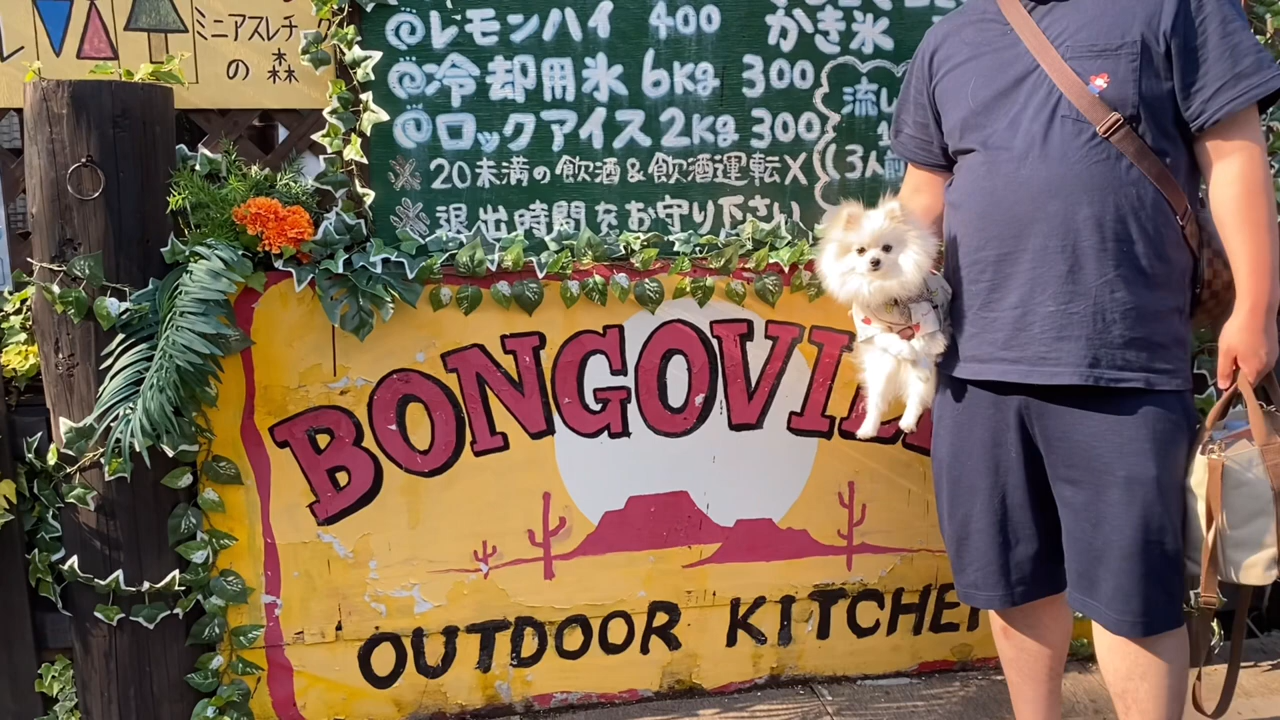 ミニアスレチック
の森
@レモンハイ 400
かき氷
@冷却用氷 6kg 300
@ロックアイス 2kg 300
流し
(3人前
※ 20未満の飲酒&飲酒運転X
※ 退出時間をお守り下さい
BONGOVI
OUTDOOR KITCHEN